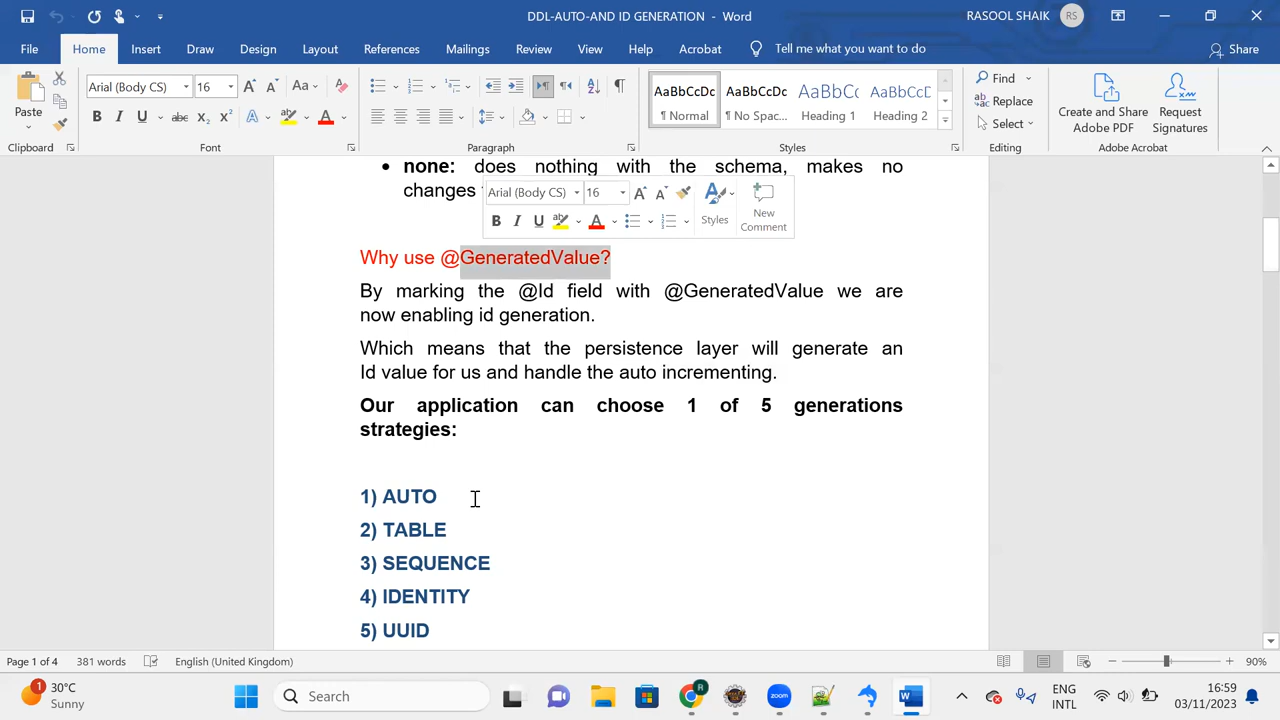 DDL-AUTO-AND ID GENERATION - Word
RASOOL SHAIK RS
File Home Insert Draw Design Layout References Mailings Review View Help Acrobat Tell me what you want to do Share
Paste
Clipboard
Arial (Body CS) 16
Font
Paragraph
AaBbCcDc AaBbCcDc AaBbCc AaBbCcD
¶ Normal ¶ No Spac... Heading 1 Heading 2
Styles
Find
Replace
Select
Editing
Create and Share
Adobe PDF
Request
Signatures
Adobe Acrobat
• none: does nothing with the schema, makes no
changes
Arial (Body CS) 16
Styles
New
Comment
Why use @GeneratedValue?
By marking the @Id field with @GeneratedValue we are
now enabling id generation.
Which means that the persistence layer will generate an
Id value for us and handle the auto incrementing.
Our application can choose 1 of 5 generations
strategies:
1) AUTO
2) TABLE
3) SEQUENCE
4) IDENTITY
5) UUID
Page 1 of 4 381 words English (United Kingdom) 90%
1 30°C
Sunny
Search
ENG
INTL
16:59
03/11/2023